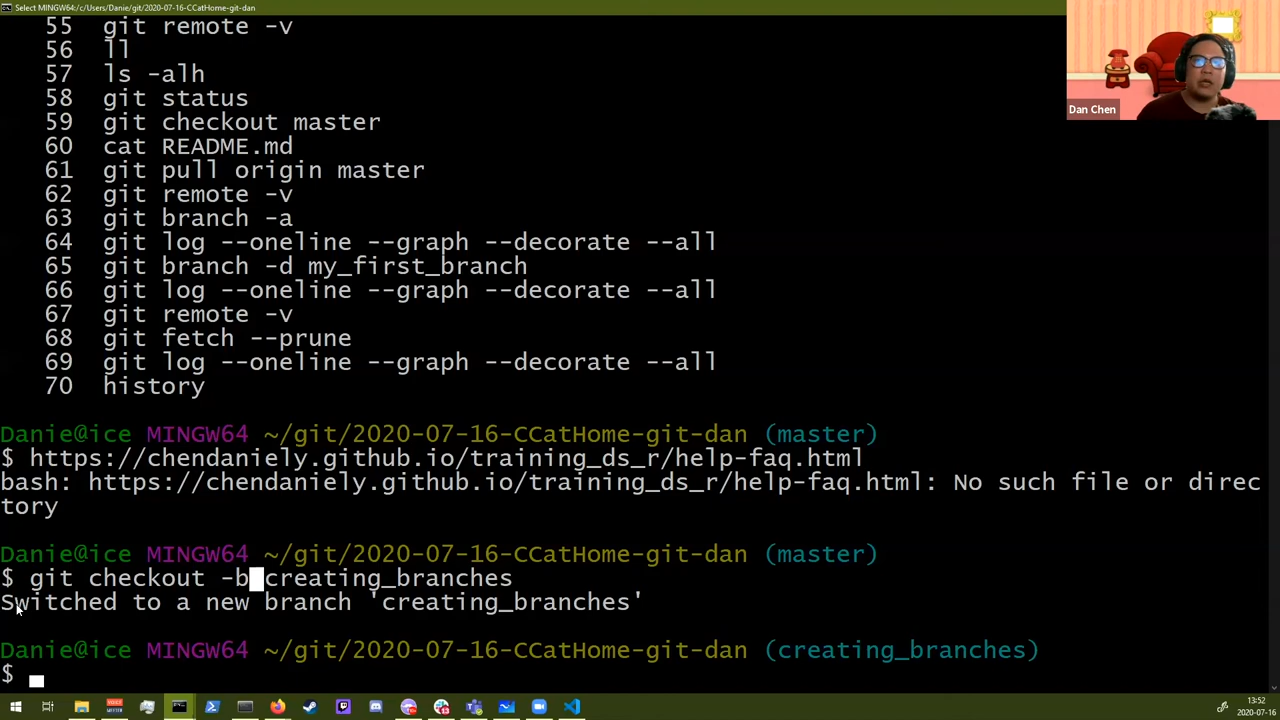 Select MINGW64:/c/Users/Danie/git/2020-07-16-CCatHome-git-dan
55 git remote -v
56 ll
57 ls -alh
58 git status
59 git checkout master
60 cat README.md
61 git pull origin master
62 git remote -v
63 git branch -a
64 git log --oneline --graph --decorate --all
65 git branch -d my_first_branch
66 git log --oneline --graph --decorate --all
67 git remote -v
68 git fetch --prune
69 git log --oneline --graph --decorate --all
70 history
Danie@ice MINGW64 ~/git/2020-07-16-CCatHome-git-dan (master)
$ https://chendaniely.github.io/training_ds_r/help-faq.html
bash: https://chendaniely.github.io/training_ds_r/help-faq.html: No such file or direc
tory
Danie@ice MINGW64 ~/git/2020-07-16-CCatHome-git-dan (master)
$ git checkout -b creating_branches
Switched to a new branch 'creating_branches'
Danie@ice MINGW64 ~/git/2020-07-16-CCatHome-git-dan (creating_branches)
$
Dan Chen
13:52
2020-07-16